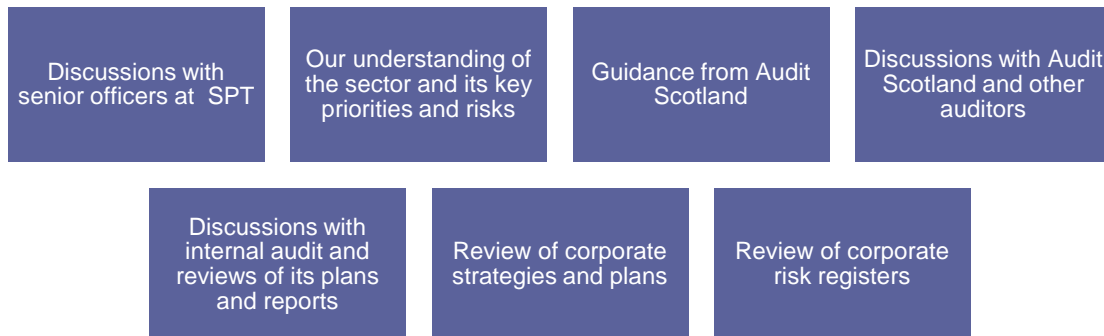 Discussions with
senior officers at SPT
Our understanding of
the sector and its key
priorities and risks
Guidance from Audit
Scotland
Discussions with Audit
Scotland and other
auditors
Discussions with
internal audit and
reviews of its plans
and reports
Review of corporate
strategies and plans
Review of corporate
risk registers